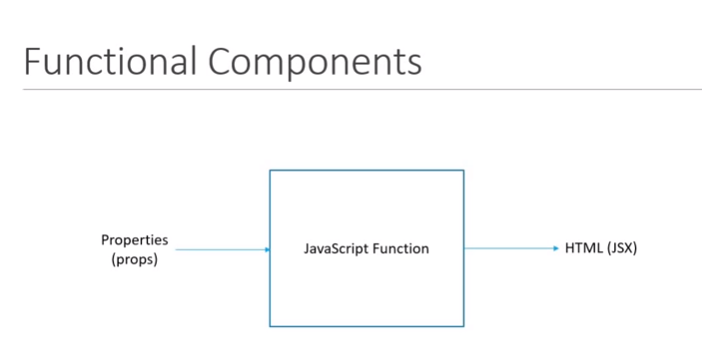 Functional Components
Properties
(props)
JavaScript Function
HTML (JSX)